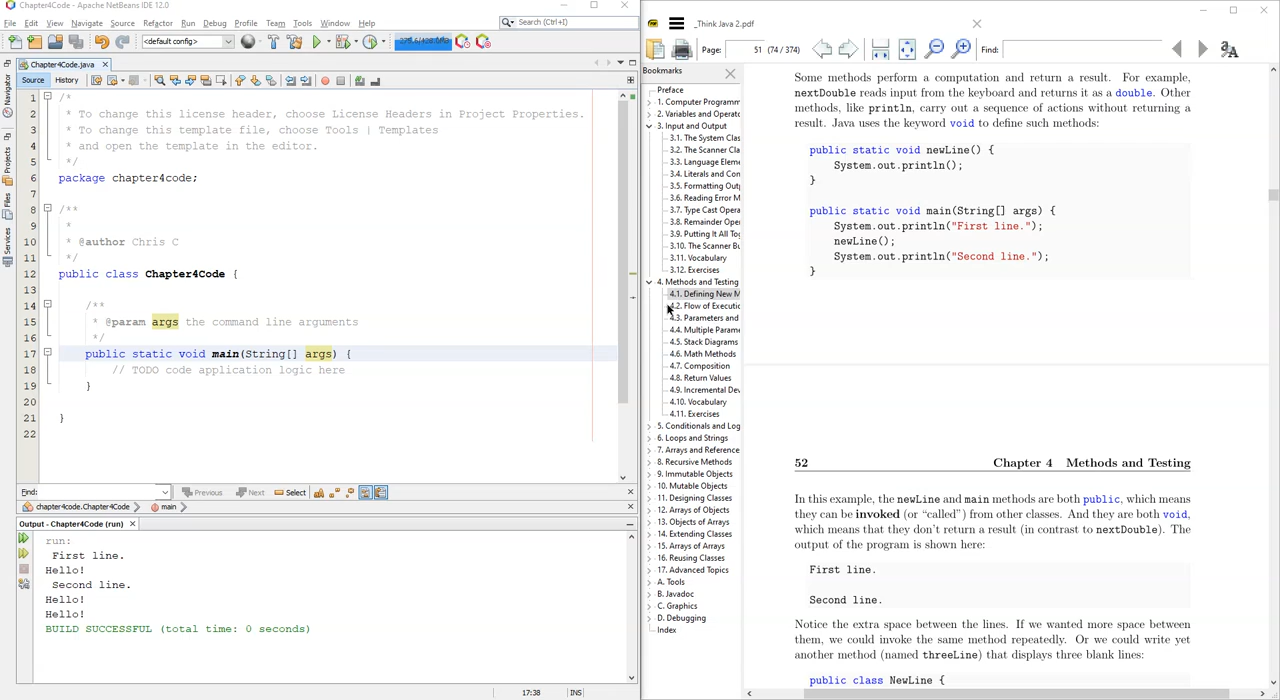 Chapter4Code - Apache NetBeans IDE 12.0
File Edit View Navigate Source Refactor Run Debug Profile Team Tools Window Help
Search (Ctrl+I)
<default config>
Chapter4Code.java
Source History
Navigator
Projects
Files
Services
1 /*
2 * To change this license header, choose License Headers in Project Properties.
3 * To change this template file, choose Tools | Templates
4 * and open the template in the editor.
5 */
6 package chapter4code;
7
8 /**
9 *
10 * @author Chris C
11 */
12 public class Chapter4Code {
13
14 /**
15 * @param args the command line arguments
16 */
17 public static void main(String[] args) {
18 // TODO code application logic here
19 }
20
21 }
22
Find: Previous Next Select
chapter4code.Chapter4Code main
Output - Chapter4Code (run)
run:
First line.
Hello!
Second line.
Hello!
Hello!
BUILD SUCCESSFUL (total time: 0 seconds)
17:38 INS
_Think Java 2.pdf
Page: 51 (74 / 374) Find:
Bookmarks
Preface
1. Computer Programm
2. Variables and Operato
3. Input and Output
3.1. The System Clas
3.2. The Scanner Cla
3.3. Language Eleme
3.4. Literals and Con
3.5. Formatting Outp
3.6. Reading Error M
3.7. Type Cast Opera
3.8. Remainder Oper
3.9. Putting It All Tog
3.10. The Scanner Bu
3.11. Vocabulary
3.12. Exercises
4. Methods and Testing
4.1. Defining New M
4.2. Flow of Executio
4.3. Parameters and
4.4. Multiple Parame
4.5. Stack Diagrams
4.6. Math Methods
4.7. Composition
4.8. Return Values
4.9. Incremental Dev
4.10. Vocabulary
4.11. Exercises
5. Conditionals and Log
6. Loops and Strings
7. Arrays and Reference
8. Recursive Methods
9. Immutable Objects
10. Mutable Objects
11. Designing Classes
12. Arrays of Objects
13. Objects of Arrays
14. Extending Classes
15. Arrays of Arrays
16. Reusing Classes
17. Advanced Topics
A. Tools
B. Javadoc
C. Graphics
D. Debugging
Index
Some methods perform a computation and return a result. For example,
nextDouble reads input from the keyboard and returns it as a double. Other
methods, like println, carry out a sequence of actions without returning a
result. Java uses the keyword void to define such methods:
public static void newLine() {
System.out.println();
}
public static void main(String[] args) {
System.out.println("First line.");
newLine();
System.out.println("Second line.");
}
52 Chapter 4 Methods and Testing
In this example, the newLine and main methods are both public, which means
they can be invoked (or “called”) from other classes. And they are both void,
which means that they don't return a result (in contrast to nextDouble). The
output of the program is shown here:
First line.
Second line.
Notice the extra space between the lines. If we wanted more space between
them, we could invoke the same method repeatedly. Or we could write yet
another method (named threeLine) that displays three blank lines:
public class NewLine {